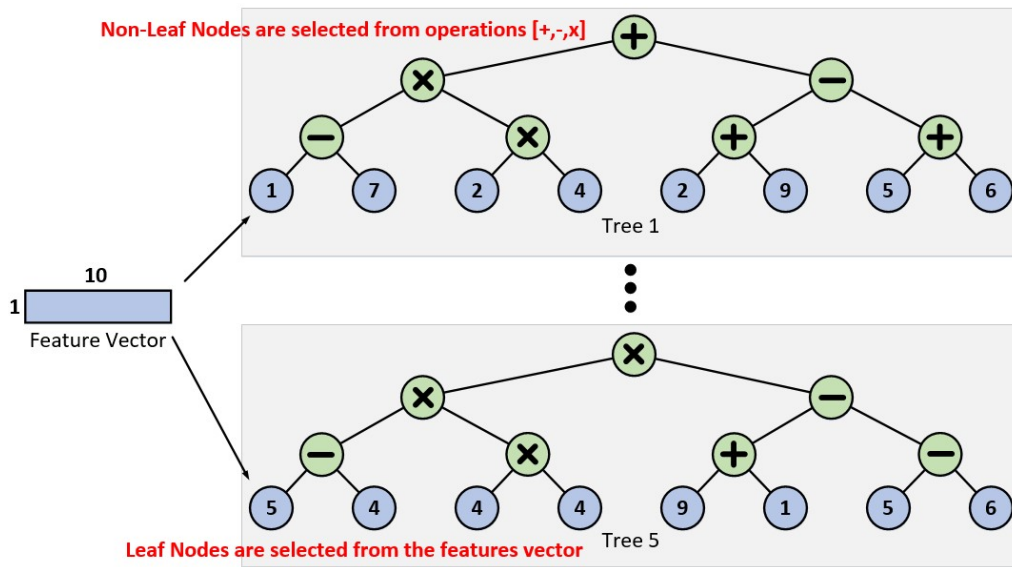 Non-Leaf Nodes are selected from operations [+,-,x]
+
× −
− × + +
1 7 2 4 2 9 5 6
Tree 1
10
1
Feature Vector
×
× −
− × + −
5 4 4 4 9 1 5 6
Tree 5
Leaf Nodes are selected from the features vector